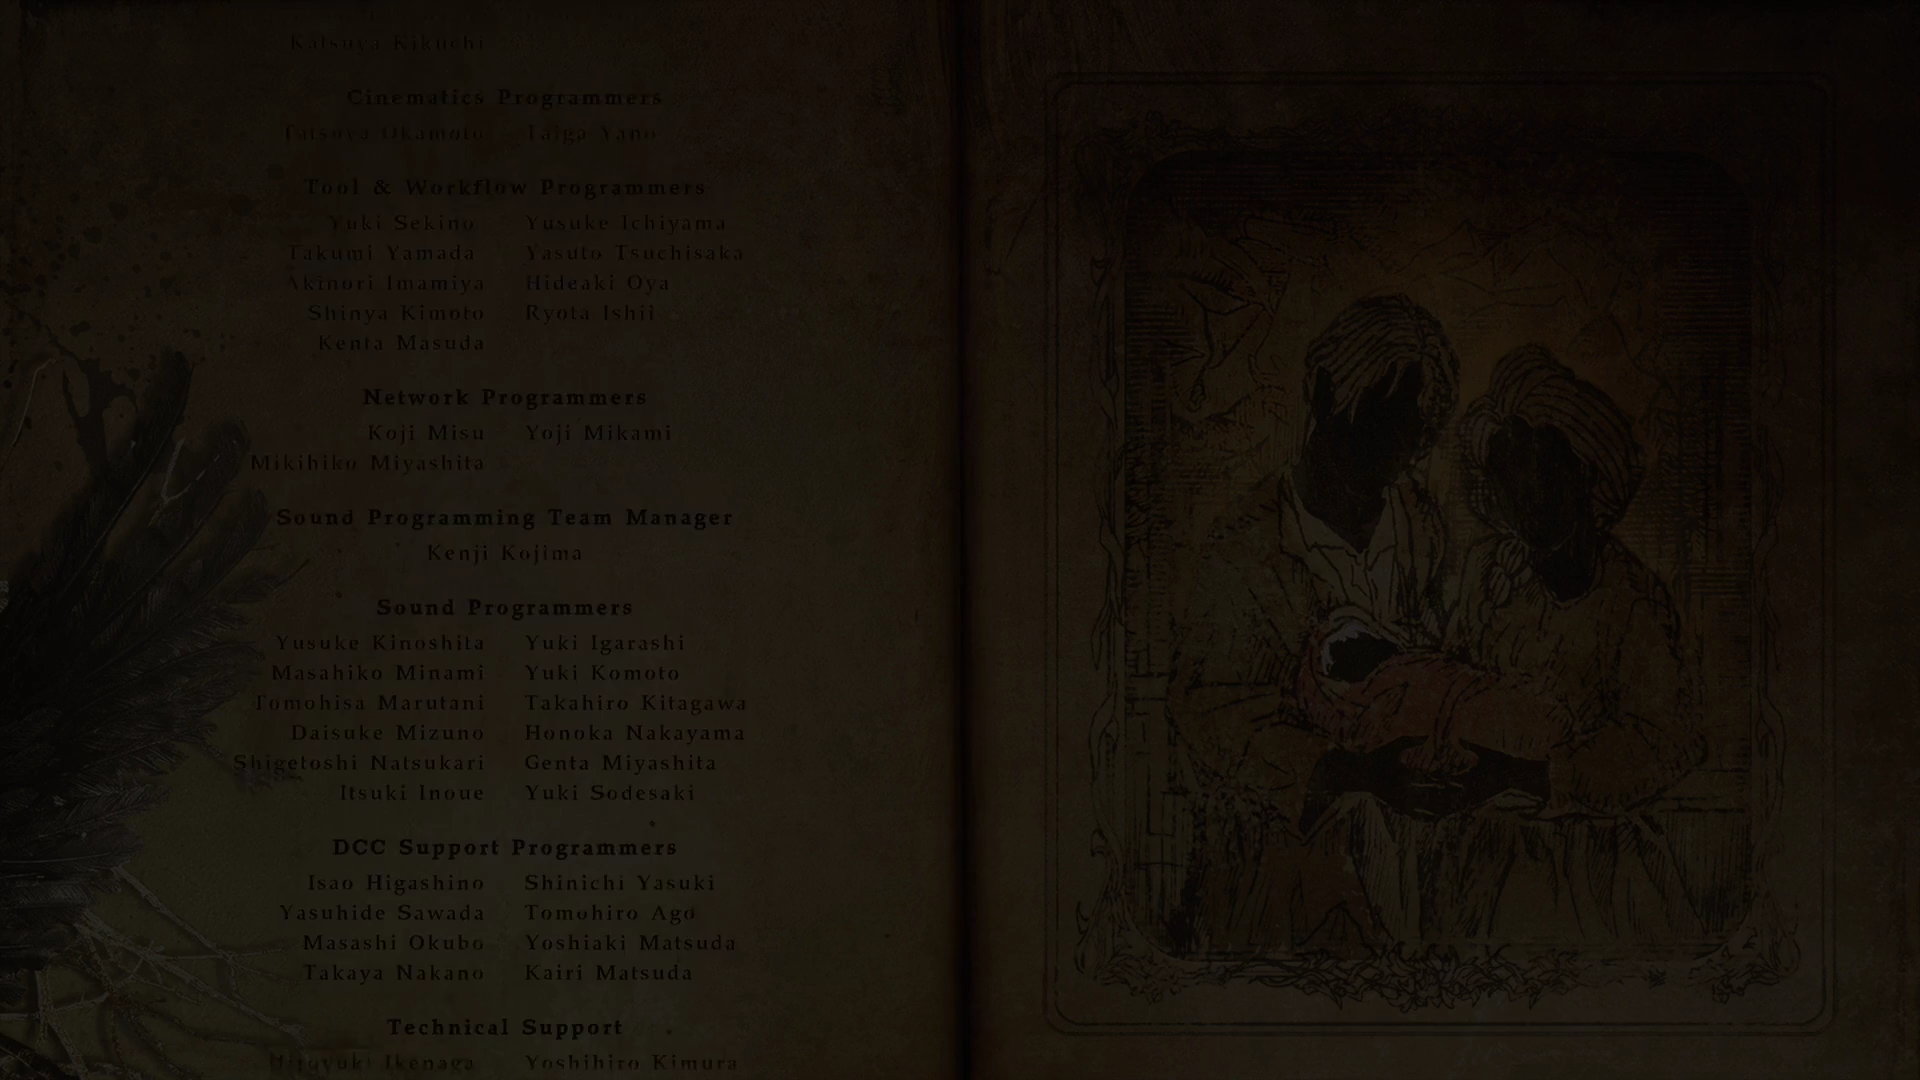 Katsuya Kikuchi
Cinematics Programmers
Tatsuya Okamoto Taiga Yano
Tool & Workflow Programmers
Yuki Sekino Yusuke Ichiyama
Takumi Yamada Yasuto Tsuchisaka
Akinori Imamiya Hideaki Oya
Shinya Kimoto Ryota Ishii
Kenta Masuda
Network Programmers
Koji Misu Yoji Mikami
Mikihiko Miyashita
Sound Programming Team Manager
Kenji Kojima
Sound Programmers
Yusuke Kinoshita Yuki Igarashi
Masahiko Minami Yuki Komoto
Tomohisa Marutani Takahiro Kitagawa
Daisuke Mizuno Honoka Nakayama
Shigetoshi Natsukari Genta Miyashita
Itsuki Inoue Yuki Sodesaki
DCC Support Programmers
Isao Higashino Shinichi Yasuki
Yasuhide Sawada Tomohiro Ago
Masashi Okubo Yoshiaki Matsuda
Takaya Nakano Kairi Matsuda
Technical Support
Hiroyuki Ikenaga Yoshihiro Kimura